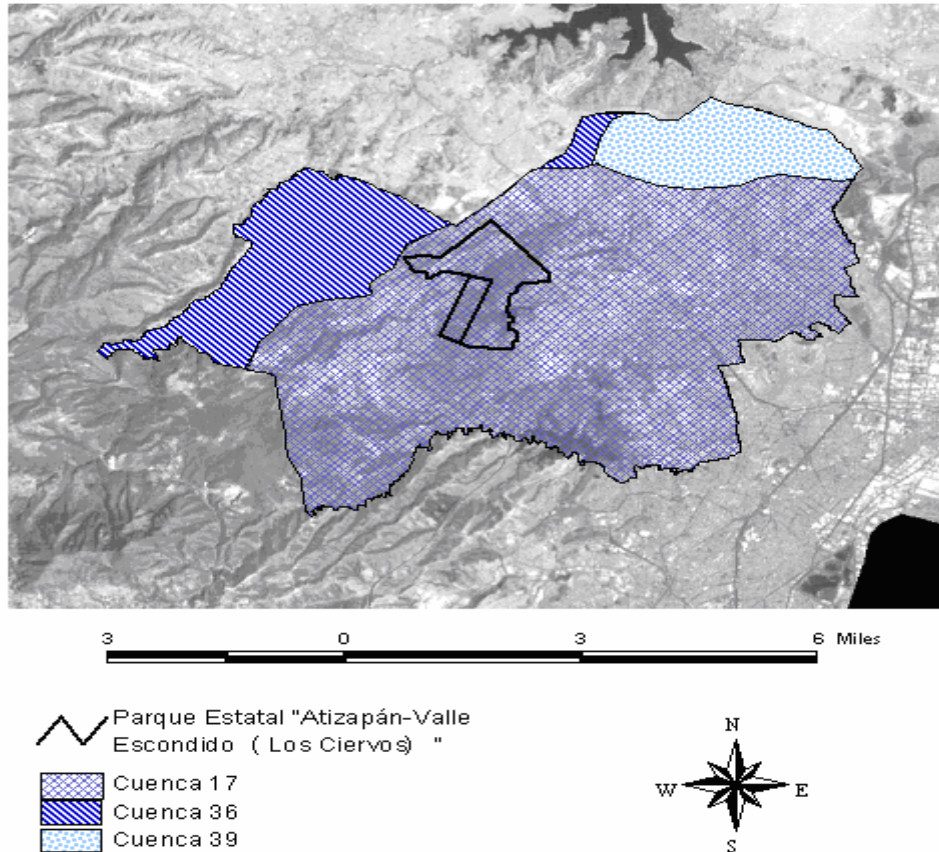 3 0 3 6 Miles
Parque Estatal "Atizapán-Valle
Escondido ( Los Ciervos) "
Cuenca 17
Cuenca 36
Cuenca 39
N
W E
S